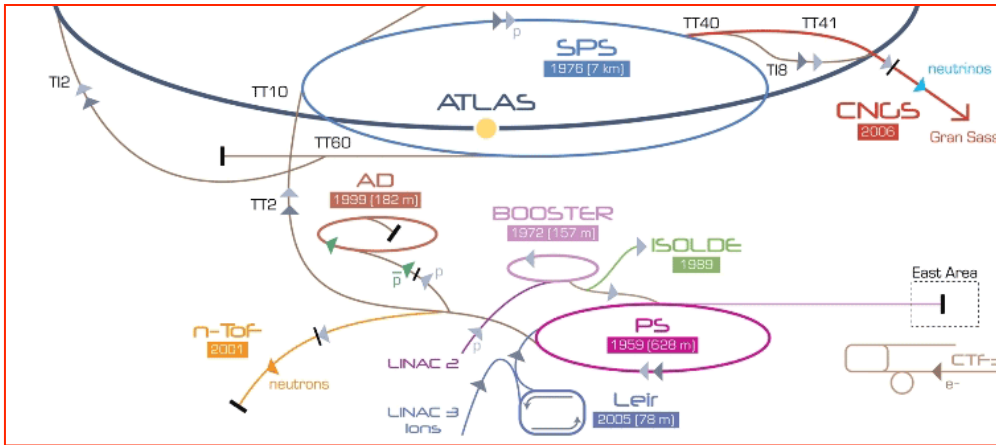 TT40
TT41
p
SPS
1976 (7 km)
TI8
TI2
neutrinos
TT10
ATLAS
CNGS
2006
Gran Sass
TT60
AD
1999 (182 m)
TT2
BOOSTER
1972 (157 m)
ISOLDE
1989
p̅
p
East Area
n-ToF
2001
p
PS
1959 (628 m)
LINAC 2
neutrons
CTF3
e-
LINAC 3
Ions
Leir
2005 (78 m)